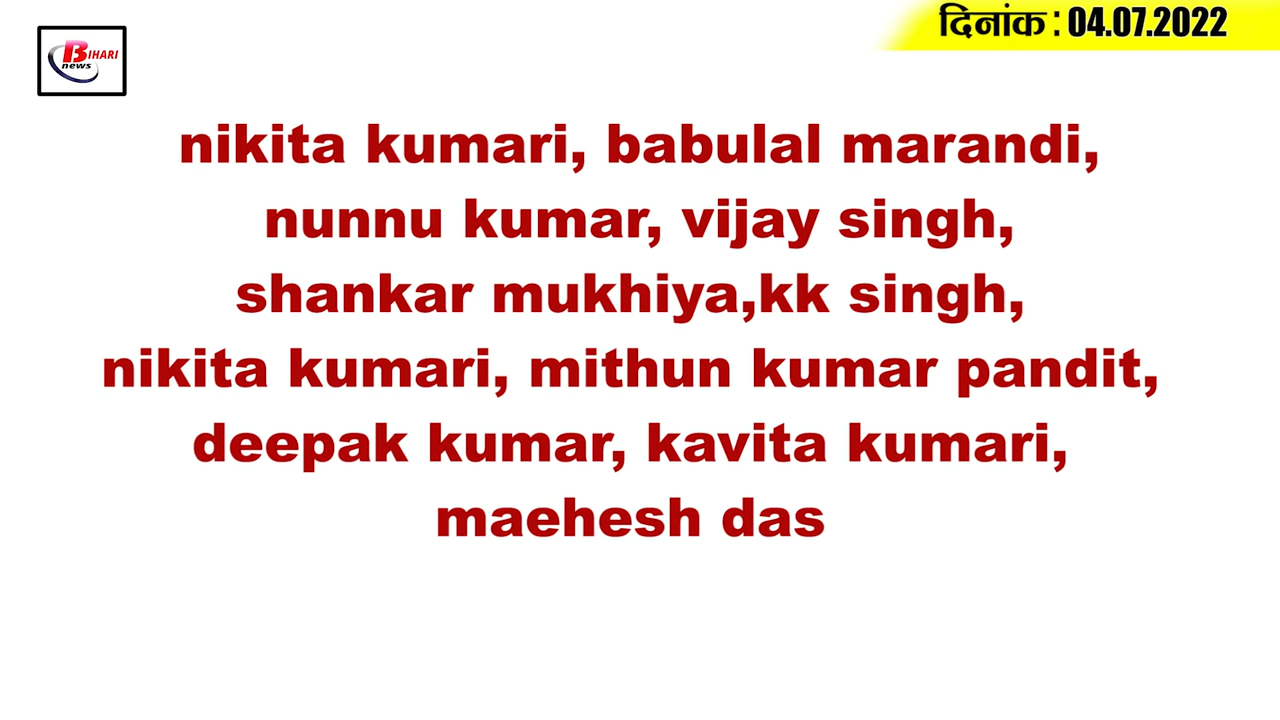 दिनांक : 04.07.2022
BIHARI
news
nikita kumari, babulal marandi,
nunnu kumar, vijay singh,
shankar mukhiya,kk singh,
nikita kumari, mithun kumar pandit,
deepak kumar, kavita kumari,
maehesh das